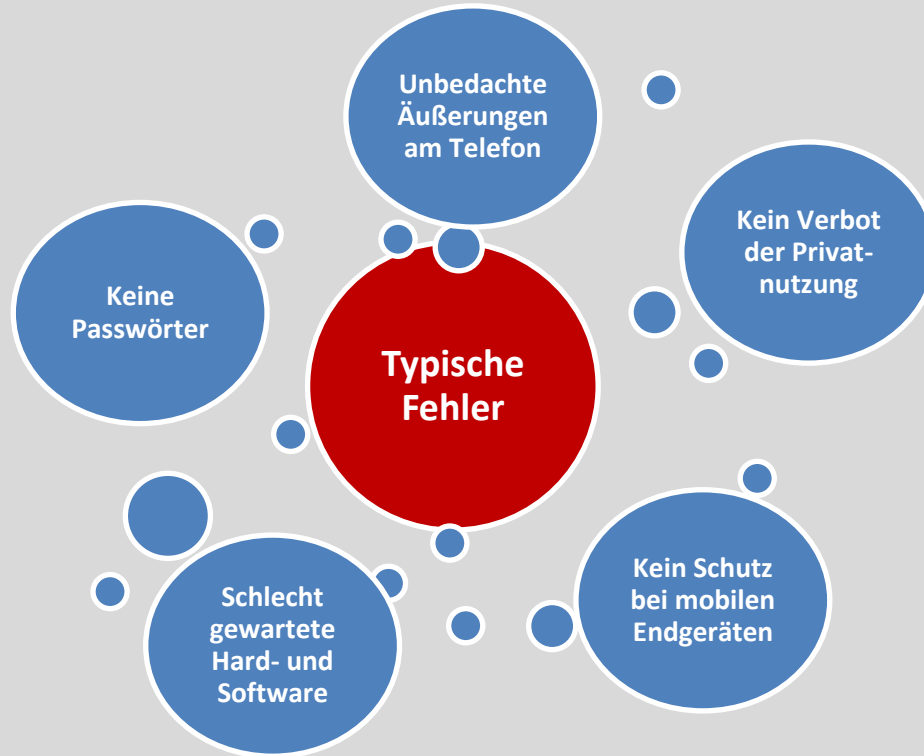 Unbedachte
Äußerungen
am Telefon
Kein Verbot
der Privat-
nutzung
Keine
Passwörter
Typische
Fehler
Kein Schutz
bei mobilen
Endgeräten
Schlecht
gewartete
Hard- und
Software